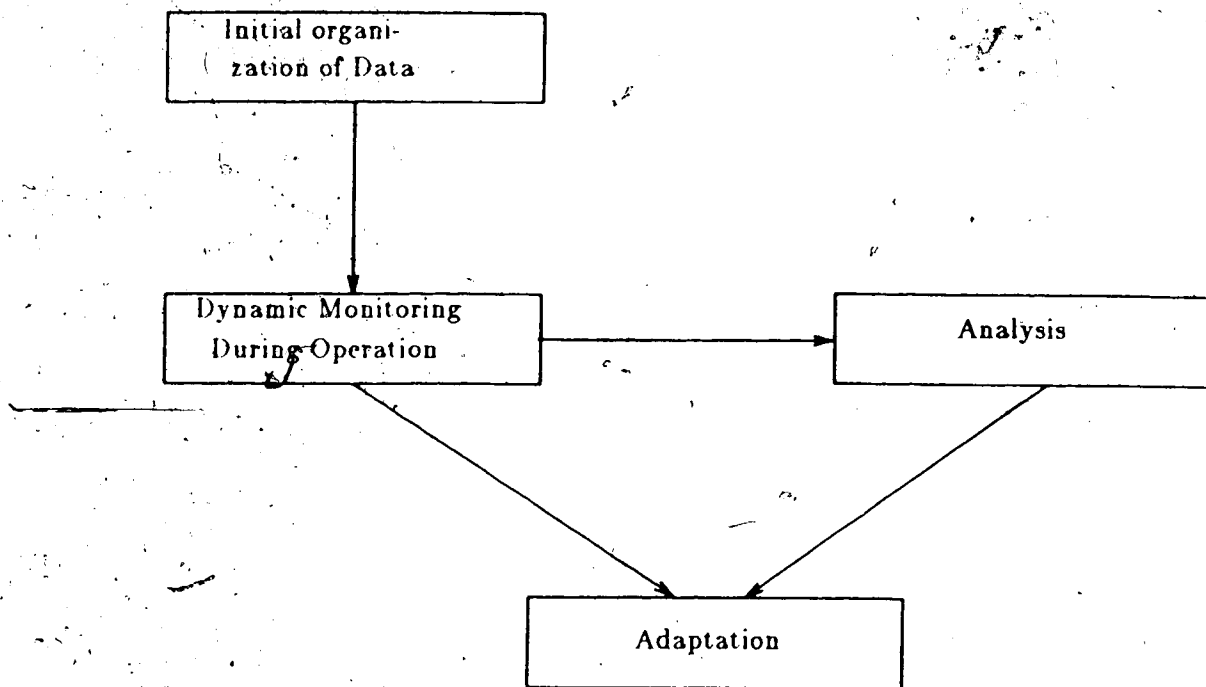 Initial organi-
zation of Data
Dynamic Monitoring
During Operation
Analysis
Adaptation